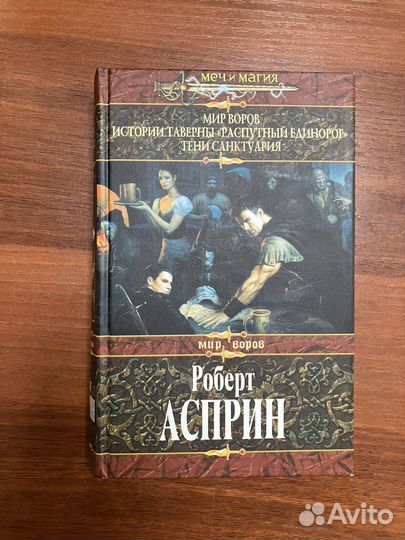 меч и магия
МИР ВОРОВ
ИСТОРИИ ТАВЕРНЫ «РАСПУТНЫЙ ЕДИНОРОГ»
ТЕНИ САНКТУАРИЯ
мир воров
Роберт
АСПРИН
Avito